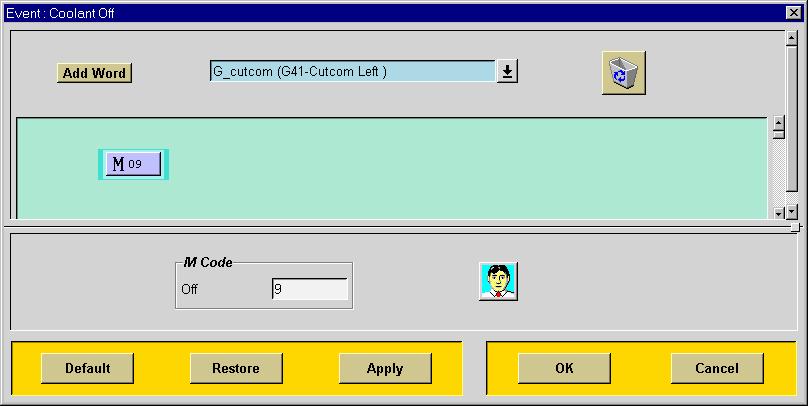 Event : Coolant Off
Add Word
G_cutcom (G41-Cutcom Left )
M 09
M Code
Off 9
Default Restore Apply OK Cancel